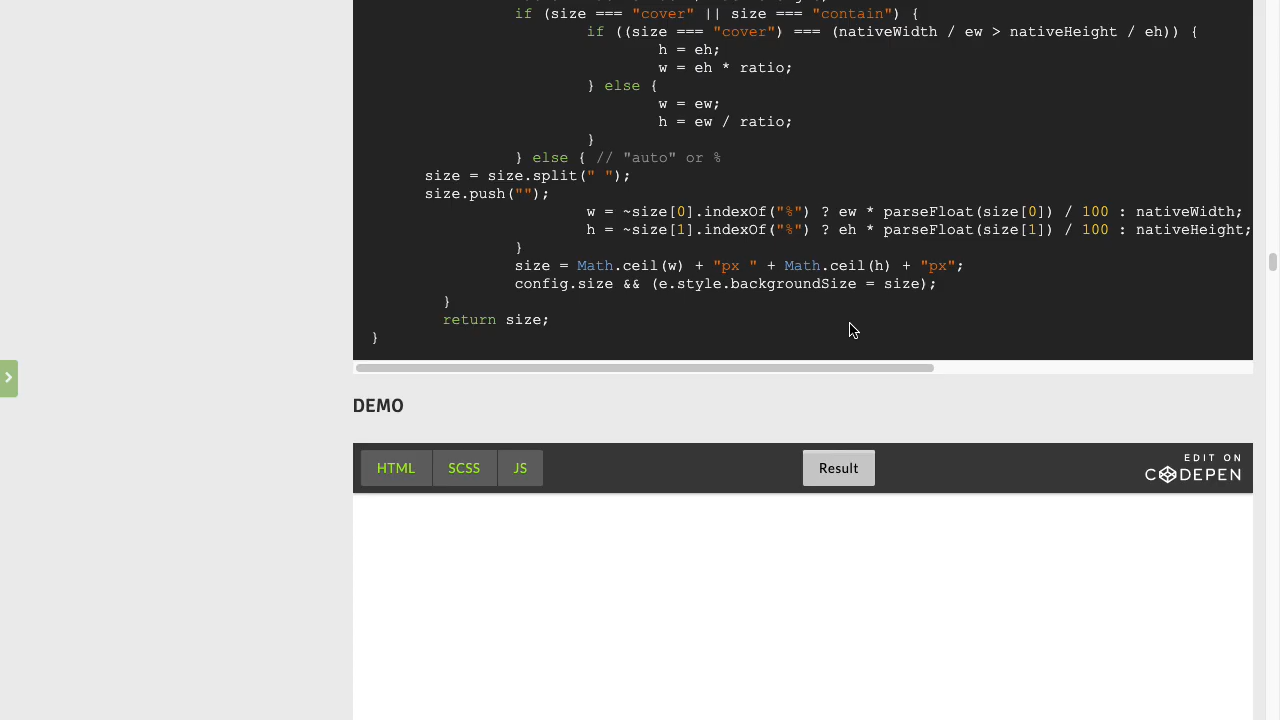 if (size === "cover" || size === "contain") {
if ((size === "cover") === (nativeWidth / ew > nativeHeight / eh)) {
h = eh;
w = eh * ratio;
} else {
w = ew;
h = ew / ratio;
}
} else { // "auto" or %
size = size.split(" ");
size.push("");
w = ~size[0].indexOf("%") ? ew * parseFloat(size[0]) / 100 : nativeWidth;
h = ~size[1].indexOf("%") ? eh * parseFloat(size[1]) / 100 : nativeHeight;
}
size = Math.ceil(w) + "px " + Math.ceil(h) + "px";
config.size && (e.style.backgroundSize = size);
}
return size;
}
DEMO
HTML SCSS JS Result EDIT ON
CODEPEN